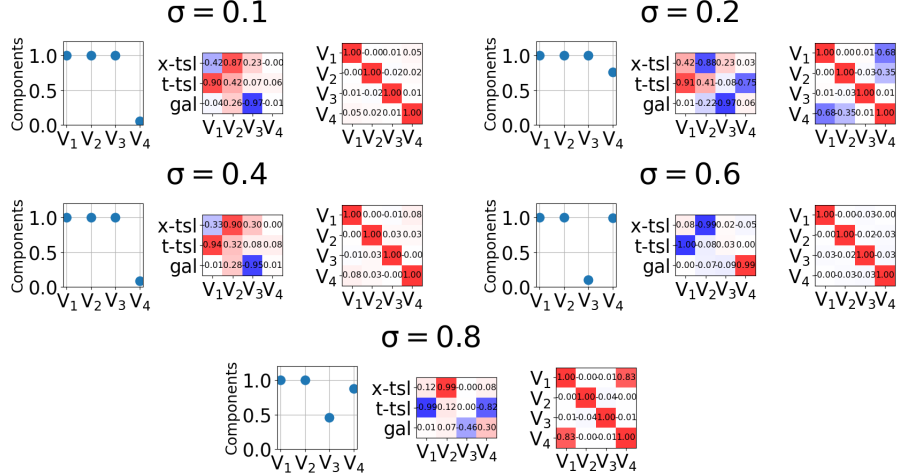 σ = 0.1
Components
1.0
0.5
0.0
V1 V2 V3 V4
x-tsl -0.42 0.87 0.23 -0.00
t-tsl -0.90 0.42 -0.07 0.06
gal -0.04 0.26 -0.97 -0.01
V1 V2 V3 V4
V1 -1.00 -0.00 0.01 0.05
V2 -0.00 1.00 -0.02 0.02
V3 -0.01 -0.02 1.00 0.01
V4 -0.05 0.02 0.01 1.00
V1 V2 V3 V4
σ = 0.2
Components
1.0
0.5
0.0
V1 V2 V3 V4
x-tsl -0.42 -0.88 0.23 -0.03
t-tsl -0.91 0.41 -0.08 -0.75
gal -0.01 -0.22 -0.97 0.06
V1 V2 V3 V4
V1 -1.00 -0.00 -0.01 -0.68
V2 -0.00 1.00 -0.03 -0.35
V3 -0.01 -0.03 1.00 -0.01
V4 -0.68 -0.35 -0.01 1.00
V1 V2 V3 V4
σ = 0.4
Components
1.0
0.5
0.0
V1 V2 V3 V4
x-tsl -0.33 0.90 0.30 0.00
t-tsl -0.94 0.32 -0.08 0.08
gal -0.01 0.28 -0.95 0.01
V1 V2 V3 V4
V1 -1.00 -0.00 -0.01 0.08
V2 -0.00 1.00 -0.03 0.03
V3 -0.01 -0.03 1.00 -0.00
V4 -0.08 0.03 -0.00 1.00
V1 V2 V3 V4
σ = 0.6
Components
1.0
0.5
0.0
V1 V2 V3 V4
x-tsl -0.08 -0.99 -0.02 -0.05
t-tsl -1.00 -0.08 -0.03 0.00
gal -0.00 -0.07 -0.09 0.99
V1 V2 V3 V4
V1 -1.00 -0.00 -0.03 -0.00
V2 -0.00 1.00 -0.02 -0.03
V3 -0.03 -0.02 1.00 -0.03
V4 -0.00 -0.03 -0.03 1.00
V1 V2 V3 V4
σ = 0.8
Components
1.0
0.5
0.0
V1 V2 V3 V4
x-tsl -0.12 0.99 -0.00 -0.08
t-tsl -0.99 0.12 -0.00 -0.82
gal -0.01 0.07 -0.46 0.30
V1 V2 V3 V4
V1 -1.00 -0.00 -0.01 0.83
V2 -0.00 1.00 -0.04 -0.00
V3 -0.01 -0.04 1.00 -0.01
V4 -0.83 -0.00 -0.01 1.00
V1 V2 V3 V4